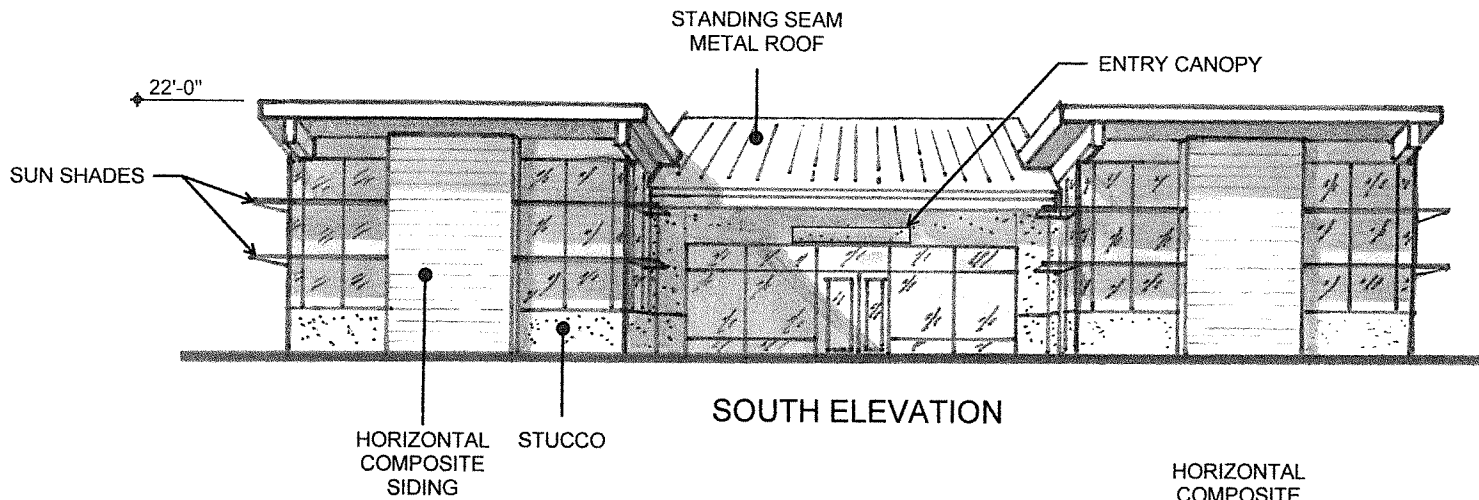 STANDING SEAM
METAL ROOF
ENTRY CANOPY
22'-0"
SUN SHADES
SOUTH ELEVATION
HORIZONTAL
COMPOSITE
SIDING
STUCCO
HORIZONTAL
COMPOSITE